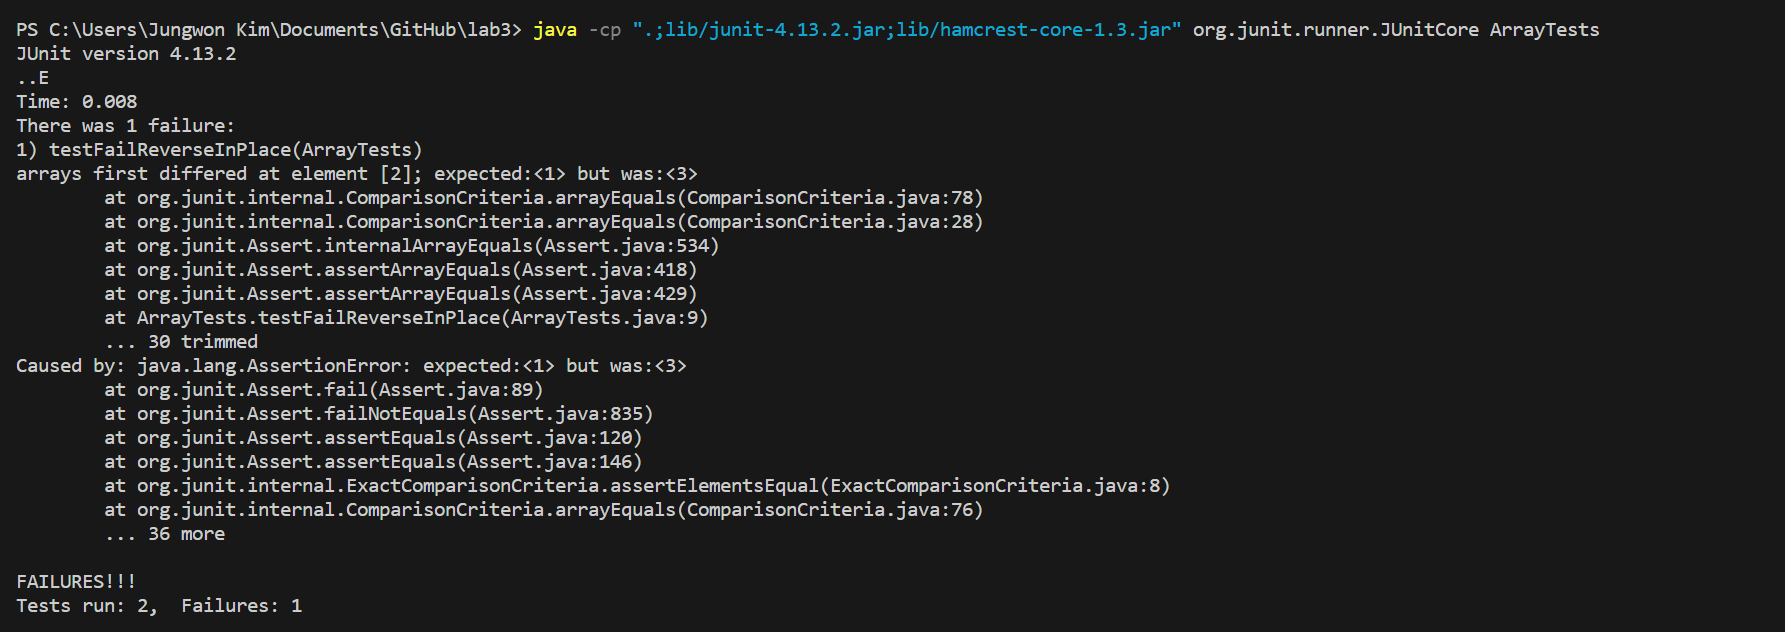 PS C:\Users\Jungwon Kim\Documents\GitHub\lab3> java -cp ".;lib/junit-4.13.2.jar;lib/hamcrest-core-1.3.jar" org.junit.runner.JUnitCore ArrayTests
JUnit version 4.13.2
..E
Time: 0.008
There was 1 failure:
1) testFailReverseInPlace(ArrayTests)
arrays first differed at element [2]; expected:<1> but was:<3>
        at org.junit.internal.ComparisonCriteria.arrayEquals(ComparisonCriteria.java:78)
        at org.junit.internal.ComparisonCriteria.arrayEquals(ComparisonCriteria.java:28)
        at org.junit.Assert.internalArrayEquals(Assert.java:534)
        at org.junit.Assert.assertArrayEquals(Assert.java:418)
        at org.junit.Assert.assertArrayEquals(Assert.java:429)
        at ArrayTests.testFailReverseInPlace(ArrayTests.java:9)
        ... 30 trimmed
Caused by: java.lang.AssertionError: expected:<1> but was:<3>
        at org.junit.Assert.fail(Assert.java:89)
        at org.junit.Assert.failNotEquals(Assert.java:835)
        at org.junit.Assert.assertEquals(Assert.java:120)
        at org.junit.Assert.assertEquals(Assert.java:146)
        at org.junit.internal.ExactComparisonCriteria.assertElementsEqual(ExactComparisonCriteria.java:8)
        at org.junit.internal.ComparisonCriteria.arrayEquals(ComparisonCriteria.java:76)
        ... 36 more

FAILURES!!!
Tests run: 2,  Failures: 1